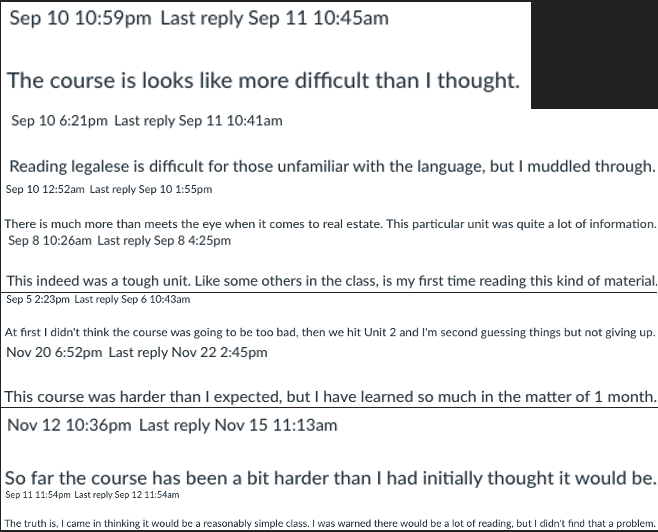 Sep 10 10:59pm Last reply Sep 11 10:45am
The course is looks like more difficult than I thought.
Sep 10 6:21pm Last reply Sep 11 10:41am
Reading legalese is difficult for those unfamiliar with the language, but I muddled through.
Sep 10 12:52am Last reply Sep 10 1:55pm
There is much more than meets the eye when it comes to real estate. This particular unit was quite a lot of information.
Sep 8 10:26am Last reply Sep 8 4:25pm
This indeed was a tough unit. Like some others in the class, is my first time reading this kind of material.
Sep 5 2:23pm Last reply Sep 6 10:43am
At first I didn't think the course was going to be too bad, then we hit Unit 2 and I'm second guessing things but not giving up.
Nov 20 6:52pm Last reply Nov 22 2:45pm
This course was harder than I expected, but I have learned so much in the matter of 1 month.
Nov 12 10:36pm Last reply Nov 15 11:13am
So far the course has been a bit harder than I had initially thought it would be.
Sep 11 11:54pm Last reply Sep 12 11:54am
The truth is, I came in thinking it would be a reasonably simple class. I was warned there would be a lot of reading, but I didn't find that a problem.